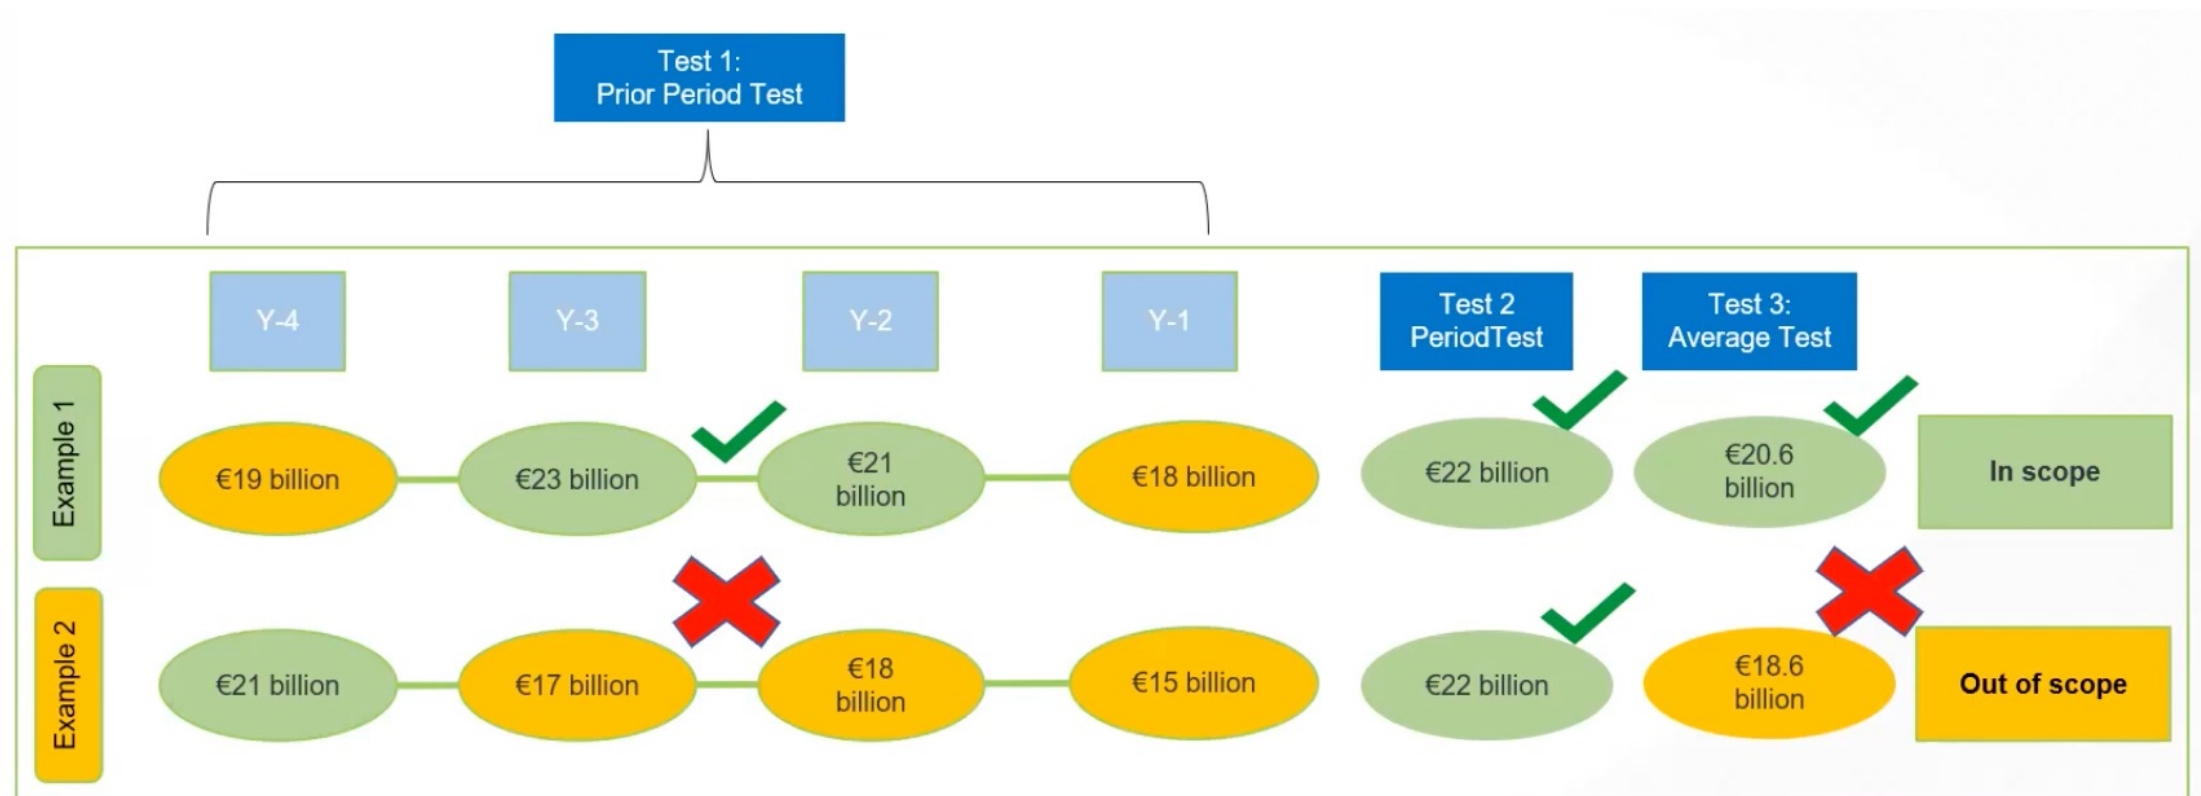 Test 1:
Prior Period Test
Y-4
Y-3
Y-2
Y-1
Test 2
PeriodTest
Test 3:
Average Test
Example 1
€19 billion
€23 billion
€21
billion
€18 billion
€22 billion
€20.6
billion
In scope
Example 2
€21 billion
€17 billion
€18
billion
€15 billion
€22 billion
€18.6
billion
Out of scope